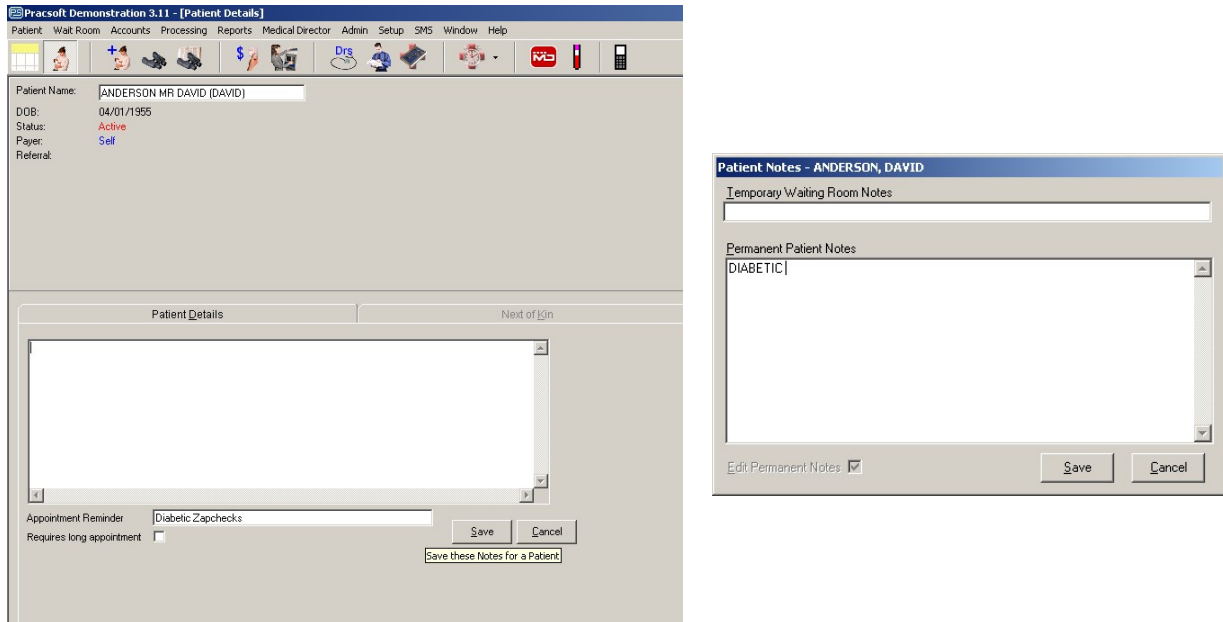 Pracsoft Demonstration 3.11 - [Patient Details]
Patient Wait Room Accounts Processing Reports Medical Director Admin Setup SMS Window Help
Drs
Patient Name: ANDERSON MR DAVID (DAVID)
DOB: 04/01/1955
Status: Active
Payer: Self
Referral:
Patient Details Next of Kin
Appointment Reminder Diabetic Zapchecks
Requires long appointment
Save Cancel
Save these Notes for a Patient
Patient Notes - ANDERSON, DAVID
Temporary Waiting Room Notes
Permanent Patient Notes
DIABETIC
Edit Permanent Notes Save Cancel